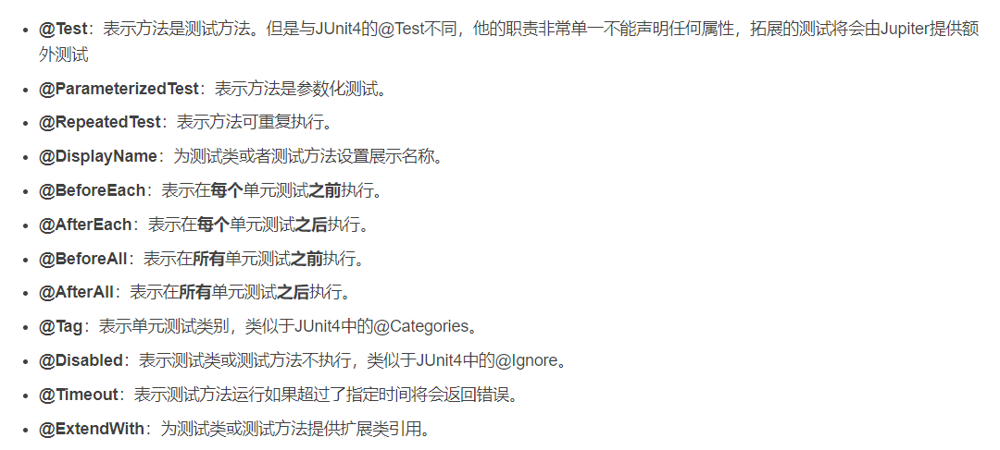 @Test：表示方法是测试方法。但是与JUnit4的@Test不同，他的职责非常单一不能声明任何属性，拓展的测试将会由Jupiter提供额
外测试
@ParameterizedTest：表示方法是参数化测试。
@RepeatedTest：表示方法可重复执行。
@DisplayName：为测试类或者测试方法设置展示名称。
@BeforeEach：表示在每个单元测试之前执行。
@AfterEach：表示在每个单元测试之后执行。
@BeforeAll：表示在所有单元测试之前执行。
@AfterAll：表示在所有单元测试之后执行。
@Tag：表示单元测试类别，类似于JUnit4中的@Categories。
@Disabled：表示测试类或测试方法不执行，类似于JUnit4中的@Ignore。
@Timeout：表示测试方法运行如果超过了指定时间将会返回错误。
@ExtendWith：为测试类或测试方法提供扩展类引用。